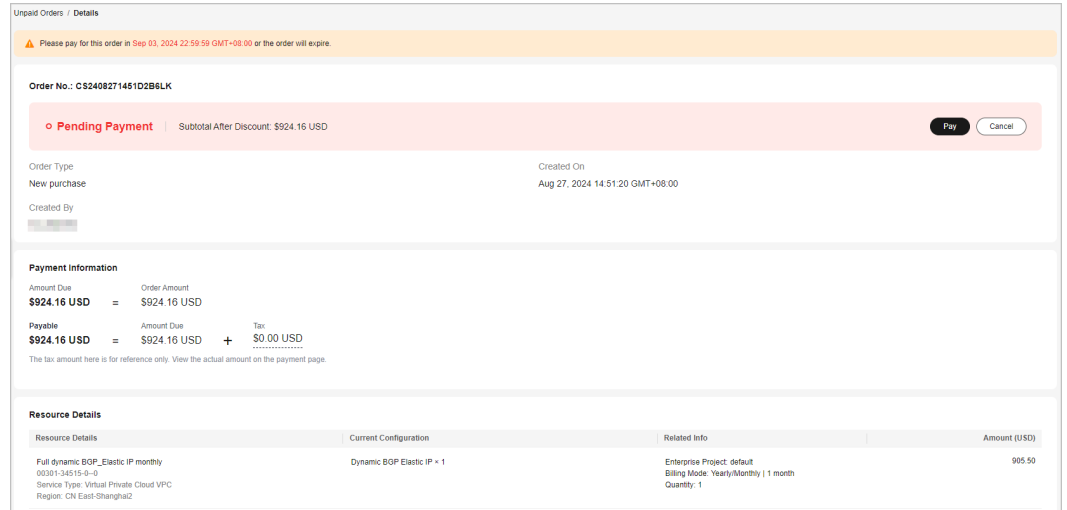 Unpaid Orders / Details
Please pay for this order in Sep 03, 2024 22:59:59 GMT+08:00 or the order will expire.
Order No.: CS2408271451D2B6LK
Pending Payment Subtotal After Discount: $924.16 USD Pay Cancel
Order Type Created On
New purchase Aug 27, 2024 14:51:20 GMT+08:00
Created By
Payment Information
Amount Due Order Amount
$924.16 USD = $924.16 USD
Payable Amount Due Tax
$924.16 USD = $924.16 USD + $0.00 USD
The tax amount here is for reference only. View the actual amount on the payment page.
Resource Details
Resource Details Current Configuration Related Info Amount (USD)
Full dynamic BGP_Elastic IP monthly Dynamic BGP Elastic IP × 1 Enterprise Project: default 905.50
00301-34515-0--0 Billing Mode: Yearly/Monthly | 1 month
Service Type: Virtual Private Cloud VPC Quantity: 1
Region: CN East-Shanghai2